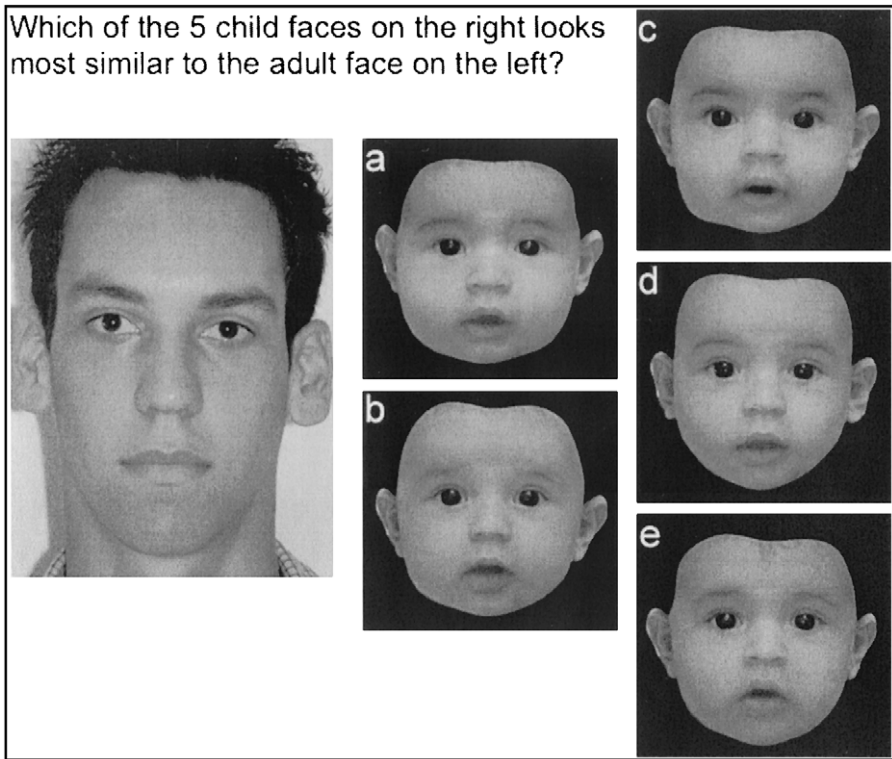 Which of the 5 child faces on the right looks
most similar to the adult face on the left?
a
b
c
d
e